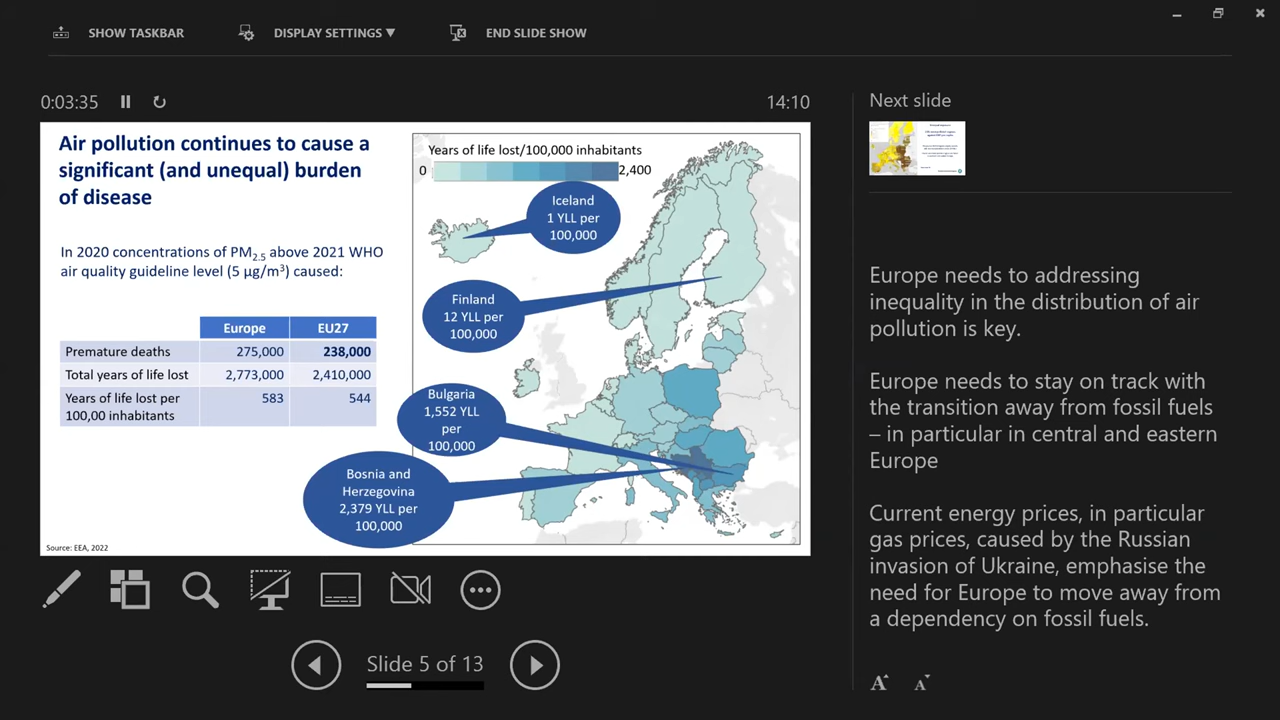 SHOW TASKBAR
DISPLAY SETTINGS ▼
END SLIDE SHOW
0:03:35
14:10
Air pollution continues to cause a
significant (and unequal) burden
of disease
In 2020 concentrations of PM2.5 above 2021 WHO
air quality guideline level (5 µg/m³) caused:
Europe EU27
Premature deaths 275,000 238,000
Total years of life lost 2,773,000 2,410,000
Years of life lost per 583 544
100,00 inhabitants
Source: EEA, 2022
Years of life lost/100,000 inhabitants
0 2,400
Iceland
1 YLL per
100,000
Finland
12 YLL per
100,000
Bulgaria
1,552 YLL
per
100,000
Bosnia and
Herzegovina
2,379 YLL per
100,000
Slide 5 of 13
Next slide
Europe needs to addressing
inequality in the distribution of air
pollution is key.
Europe needs to stay on track with
the transition away from fossil fuels
– in particular in central and eastern
Europe
Current energy prices, in particular
gas prices, caused by the Russian
invasion of Ukraine, emphasise the
need for Europe to move away from
a dependency on fossil fuels.
A A